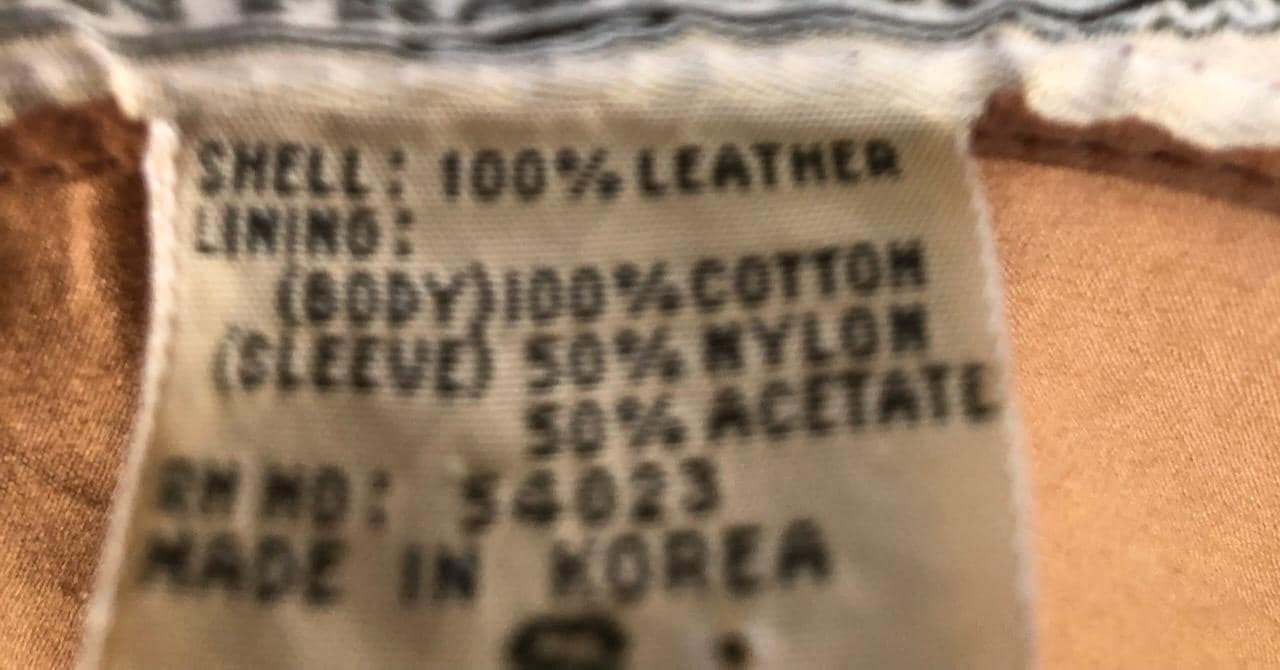 SHELL: 100% LEATHER
LINING:
(BODY) 100% COTTON
(SLEEVE) 50% NYLON
50% ACETATE
RN NO: 54023
MADE IN KOREA